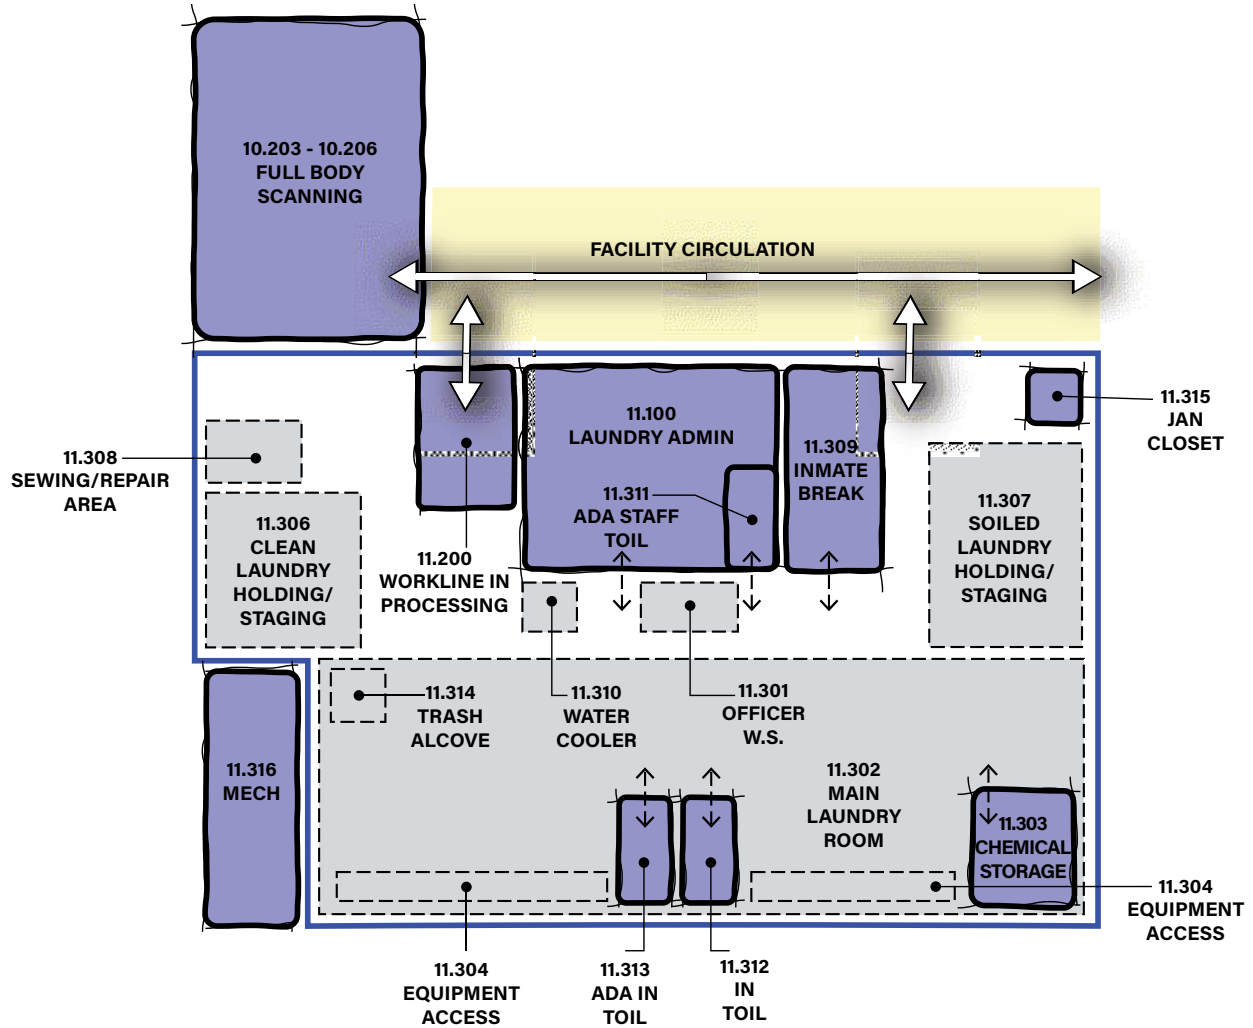 10.203 - 10.206
FULL BODY
SCANNING
FACILITY CIRCULATION
11.100
LAUNDRY ADMIN
11.309
INMATE
BREAK
11.315
JAN
CLOSET
11.308
SEWING/REPAIR
AREA
11.311
ADA STAFF
TOIL
11.307
SOILED
LAUNDRY
HOLDING/
STAGING
11.306
CLEAN
LAUNDRY
HOLDING/
STAGING
11.200
WORKLINE IN
PROCESSING
11.314
TRASH
ALCOVE
11.310
WATER
COOLER
11.301
OFFICER
W.S.
11.316
MECH
11.302
MAIN
LAUNDRY
ROOM
11.303
CHEMICAL
STORAGE
11.304
EQUIPMENT
ACCESS
11.304
EQUIPMENT
ACCESS
11.313
ADA IN
TOIL
11.312
IN
TOIL